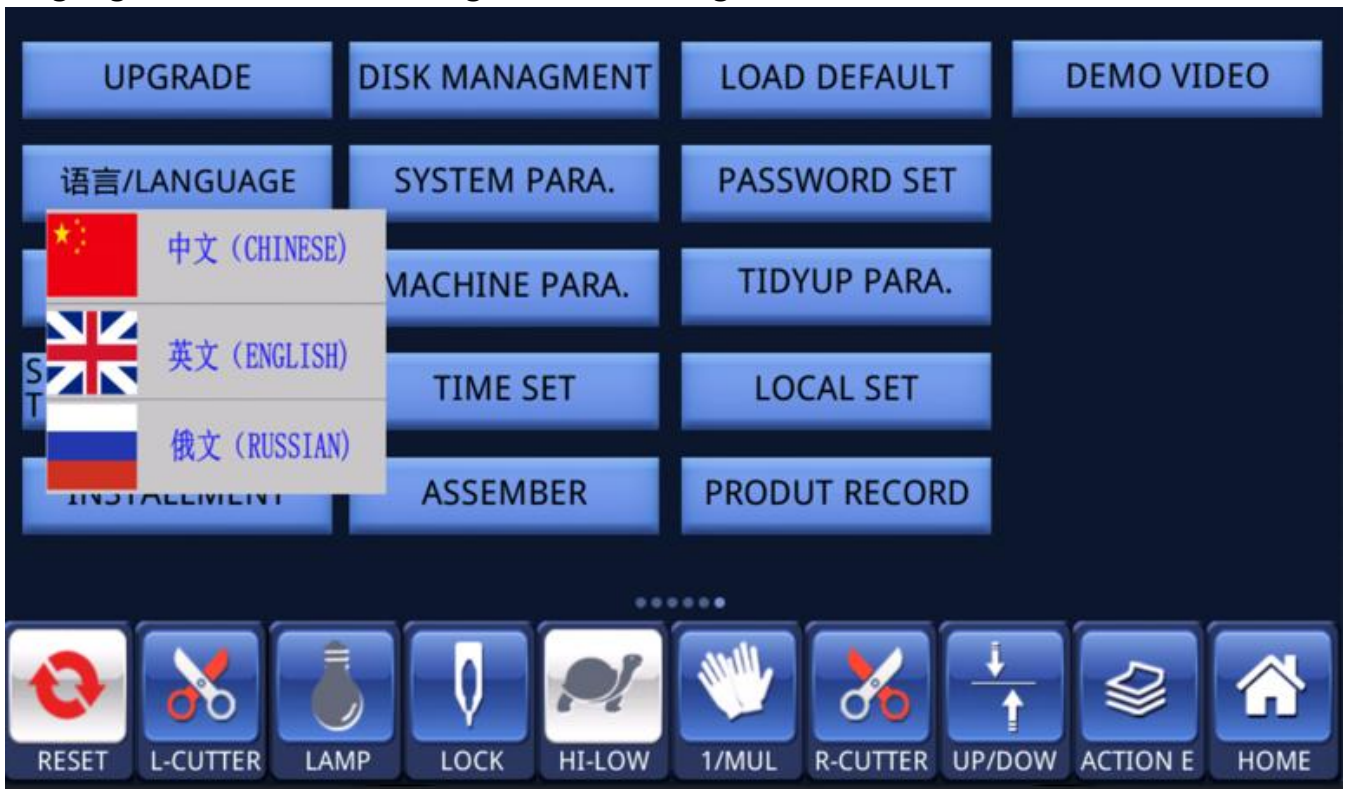 UPGRADE
DISK MANAGMENT
LOAD DEFAULT
DEMO VIDEO
语言/LANGUAGE
SYSTEM PARA.
PASSWORD SET
中文 (CHINESE)
MACHINE PARA.
TIDYUP PARA.
英文 (ENGLISH)
S
T
TIME SET
LOCAL SET
俄文 (RUSSIAN)
INSTALLMENT
ASSEMBER
PRODUT RECORD
RESET
L-CUTTER
LAMP
LOCK
HI-LOW
1/MUL
R-CUTTER
UP/DOW
ACTION E
HOME